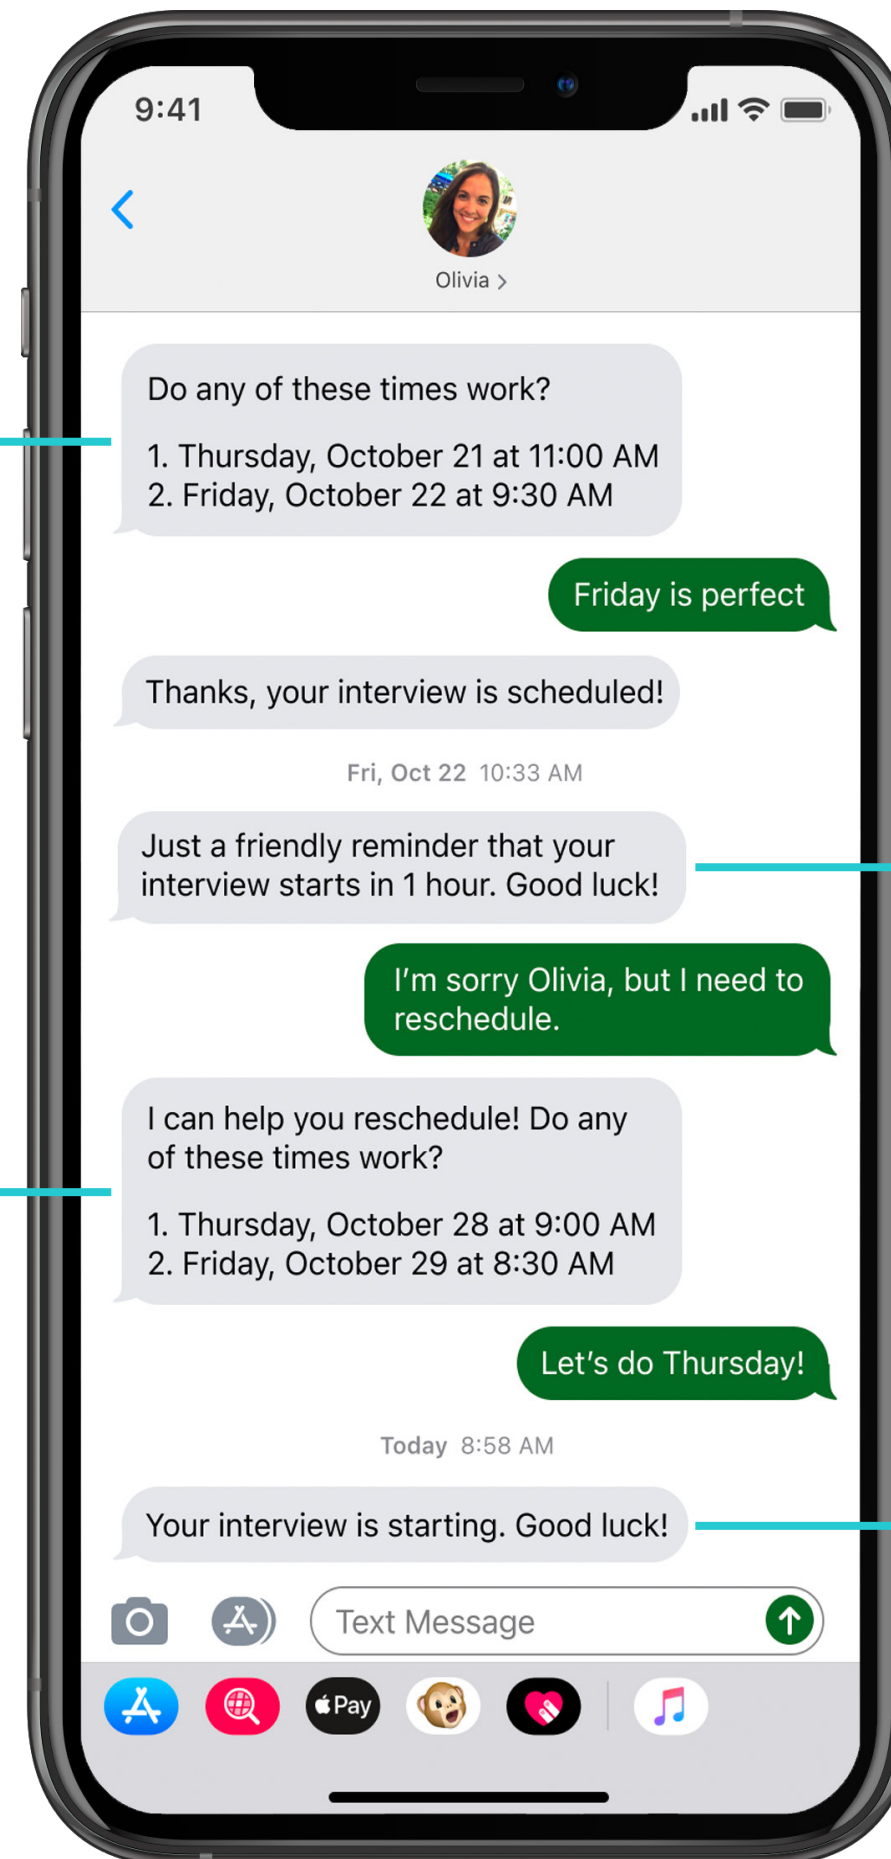 9:41
Olivia >
Do any of these times work?
1. Thursday, October 21 at 11:00 AM
2. Friday, October 22 at 9:30 AM
Friday is perfect
Thanks, your interview is scheduled!
Fri, Oct 22 10:33 AM
Just a friendly reminder that your
interview starts in 1 hour. Good luck!
I'm sorry Olivia, but I need to
reschedule.
I can help you reschedule! Do any
of these times work?
1. Thursday, October 28 at 9:00 AM
2. Friday, October 29 at 8:30 AM
Let's do Thursday!
Today 8:58 AM
Your interview is starting. Good luck!
Text Message
Pay